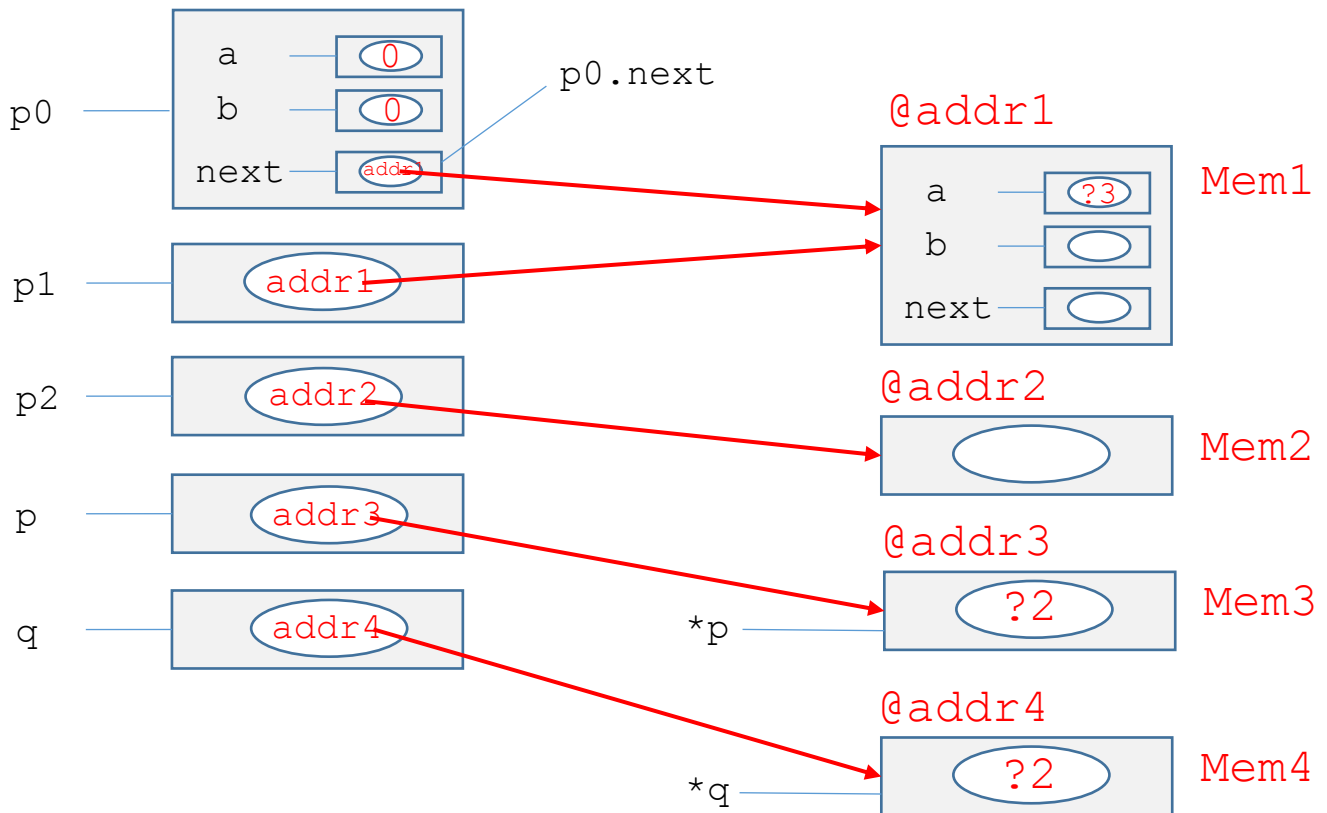 a 0
p0.next
p0 b 0
@addr1
next addr1
a ?3 Mem1
b
p1 addr1
next
@addr2
p2 addr2
Mem2
p addr3
@addr3
?2 Mem3
q addr4 *p
@addr4
?2 Mem4
*q